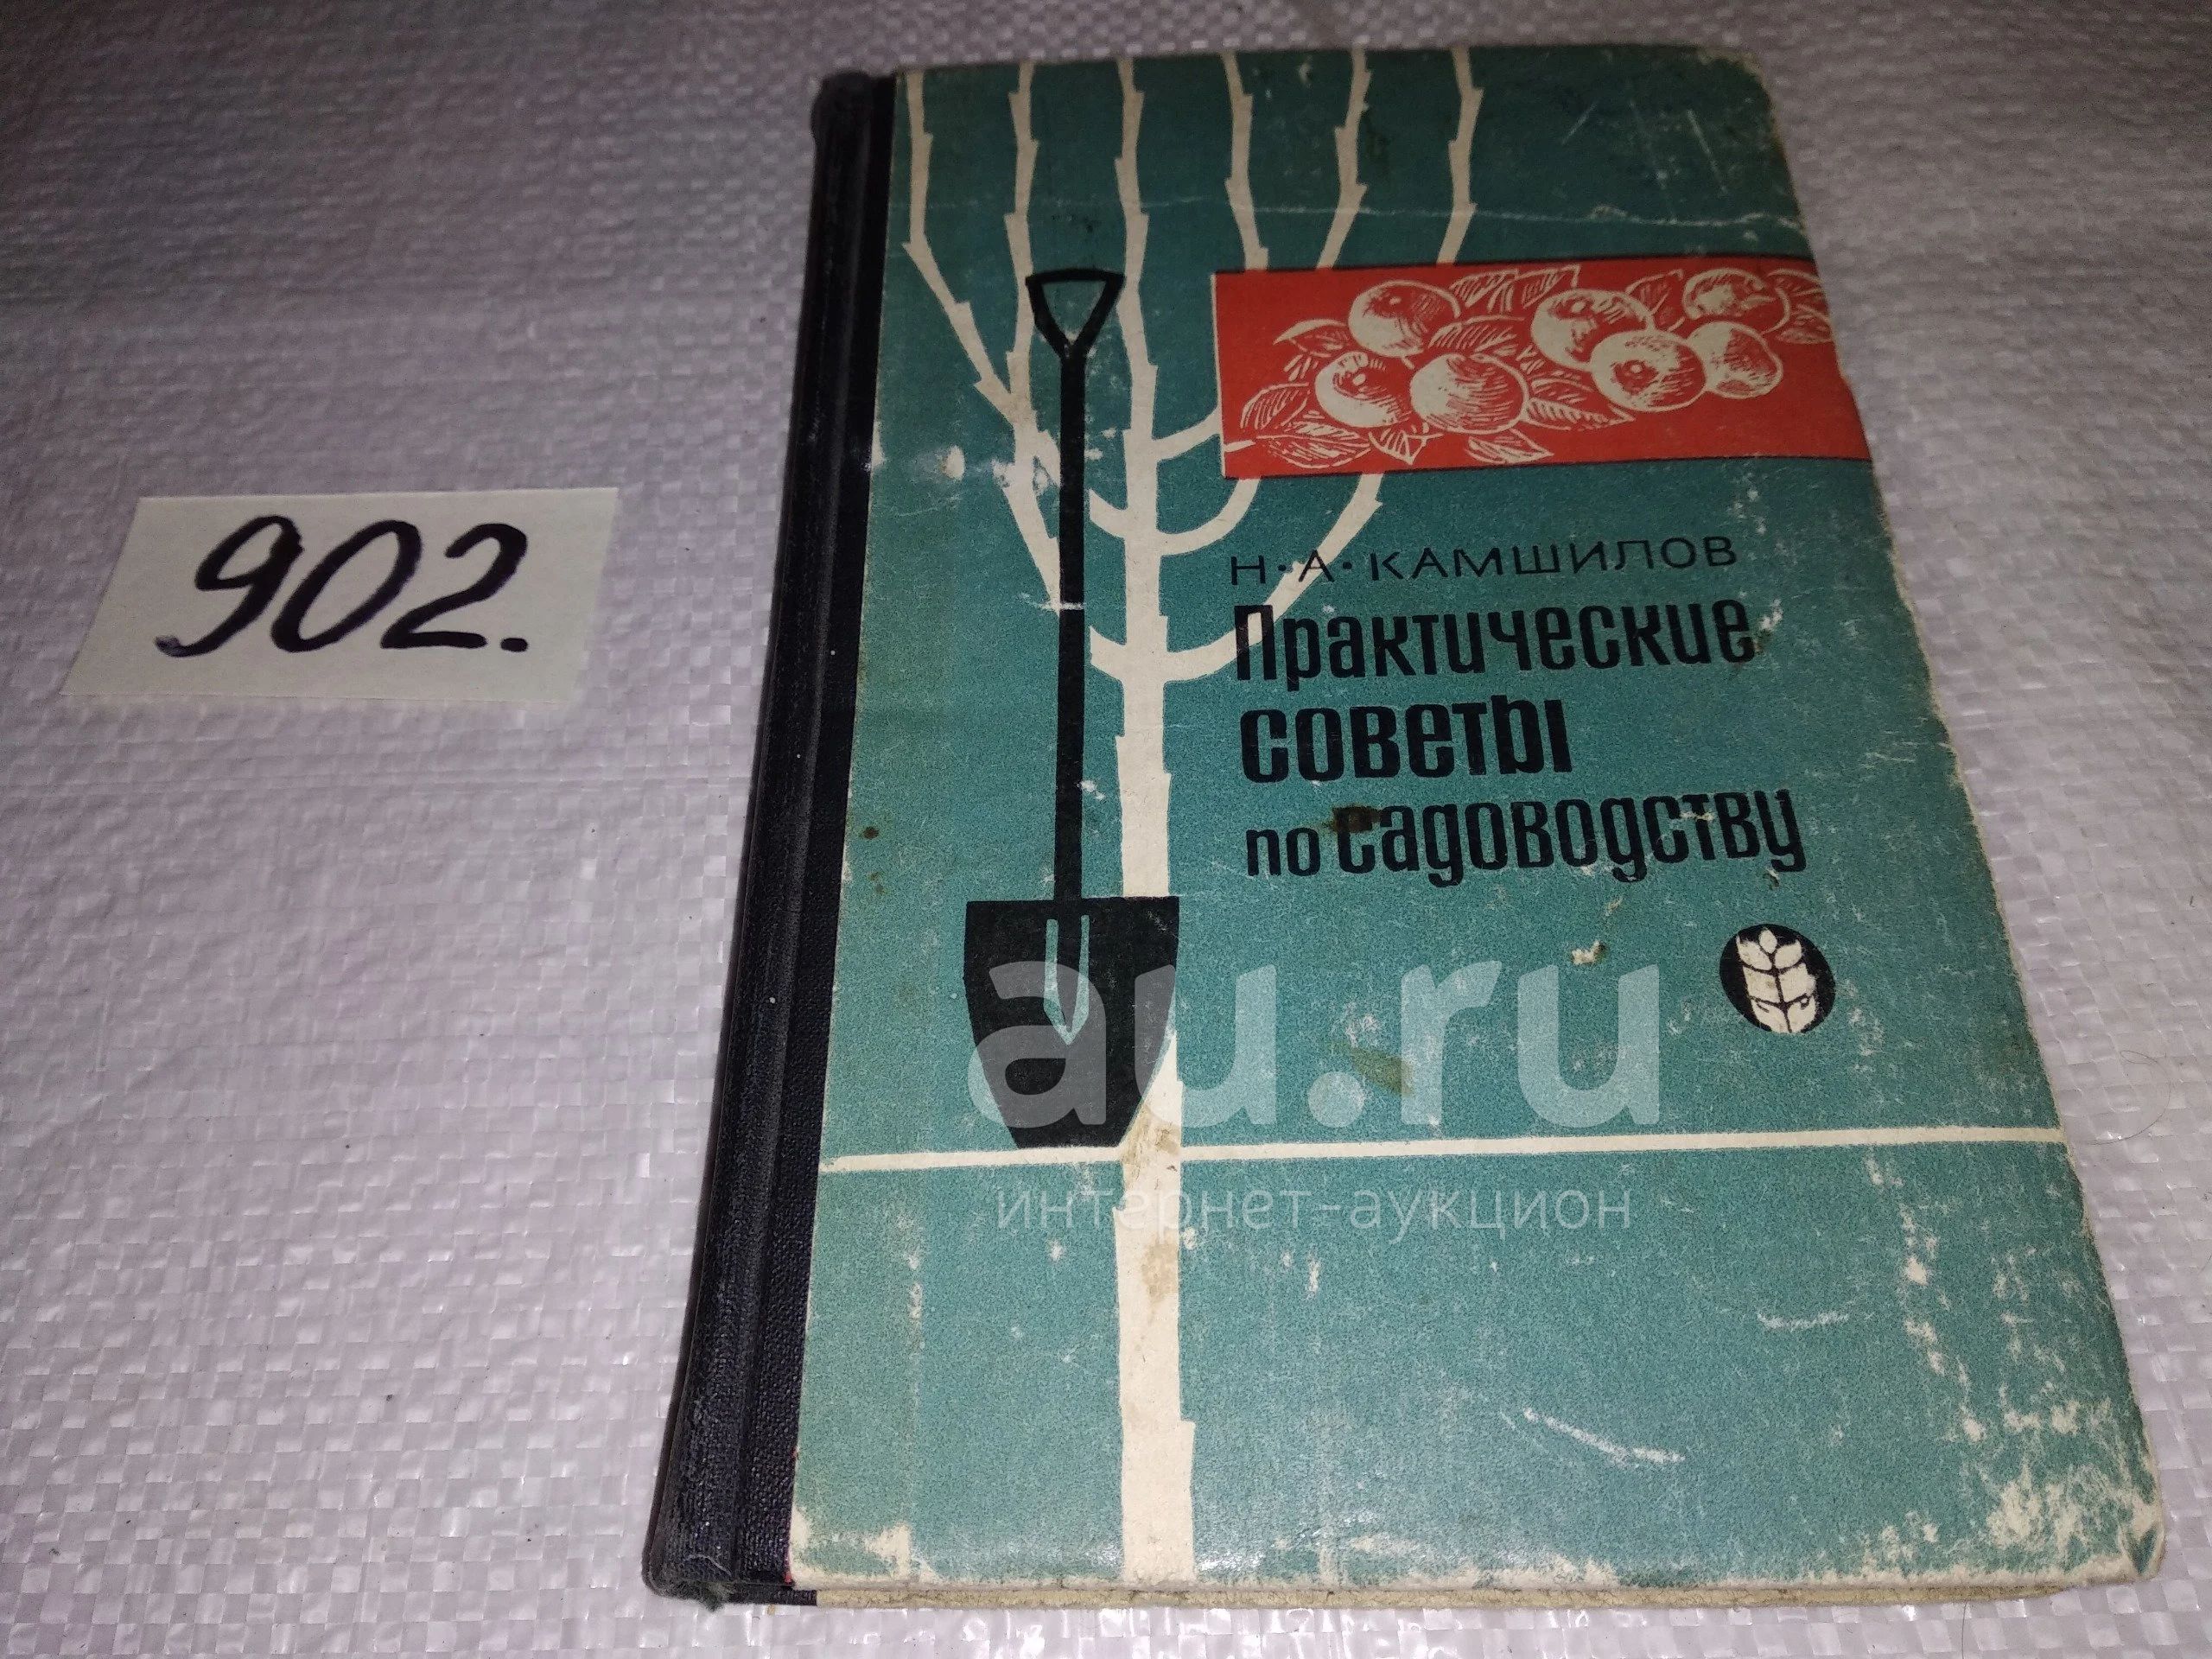 902.
Н·А·КАМШИЛОВ
Практические
советы
по садоводству
au.ru
интернет-аукцион